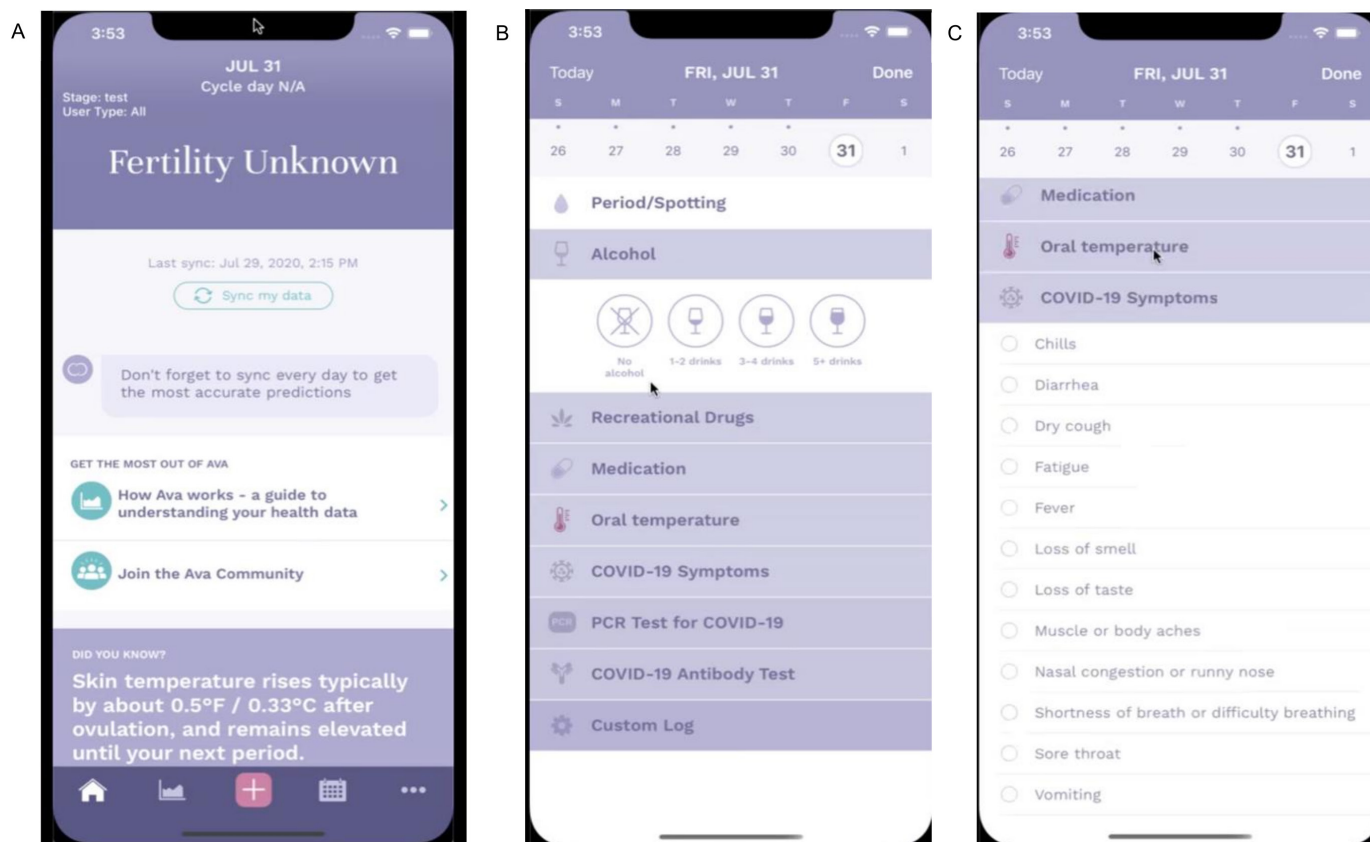 A
3:53
JUL 31
Cycle day N/A
Stage: test
User Type: All
Fertility Unknown
Last sync: Jul 29, 2020, 2:15 PM
Sync my data
Don't forget to sync every day to get
the most accurate predictions
GET THE MOST OUT OF AVA
How Ava works - a guide to
understanding your health data
Join the Ava Community
DID YOU KNOW?
Skin temperature rises typically
by about 0.5°F / 0.33°C after
ovulation, and remains elevated
until your next period.
B
3:53
Today FRI, JUL 31 Done
S M T W T F S
26 27 28 29 30 31 1
Period/Spotting
Alcohol
No
alcohol
1-2 drinks 3-4 drinks 5+ drinks
Recreational Drugs
Medication
Oral temperature
COVID-19 Symptoms
PCR PCR Test for COVID-19
COVID-19 Antibody Test
Custom Log
C
3:53
Today FRI, JUL 31 Done
S M T W T F S
26 27 28 29 30 31 1
Medication
Oral temperature
COVID-19 Symptoms
Chills
Diarrhea
Dry cough
Fatigue
Fever
Loss of smell
Loss of taste
Muscle or body aches
Nasal congestion or runny nose
Shortness of breath or difficulty breathing
Sore throat
Vomiting